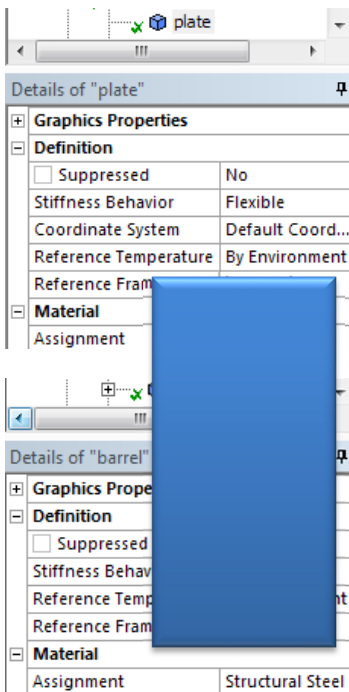 plate
Details of "plate"
Graphics Properties
Definition
Suppressed No
Stiffness Behavior Flexible
Coordinate System Default Coord...
Reference Temperature By Environment
Reference Fram
Material
Assignment
Details of "barrel"
Graphics Prope
Definition
Suppressed
Stiffness Behav
Reference Temp nt
Reference Fram
Material
Assignment Structural Steel